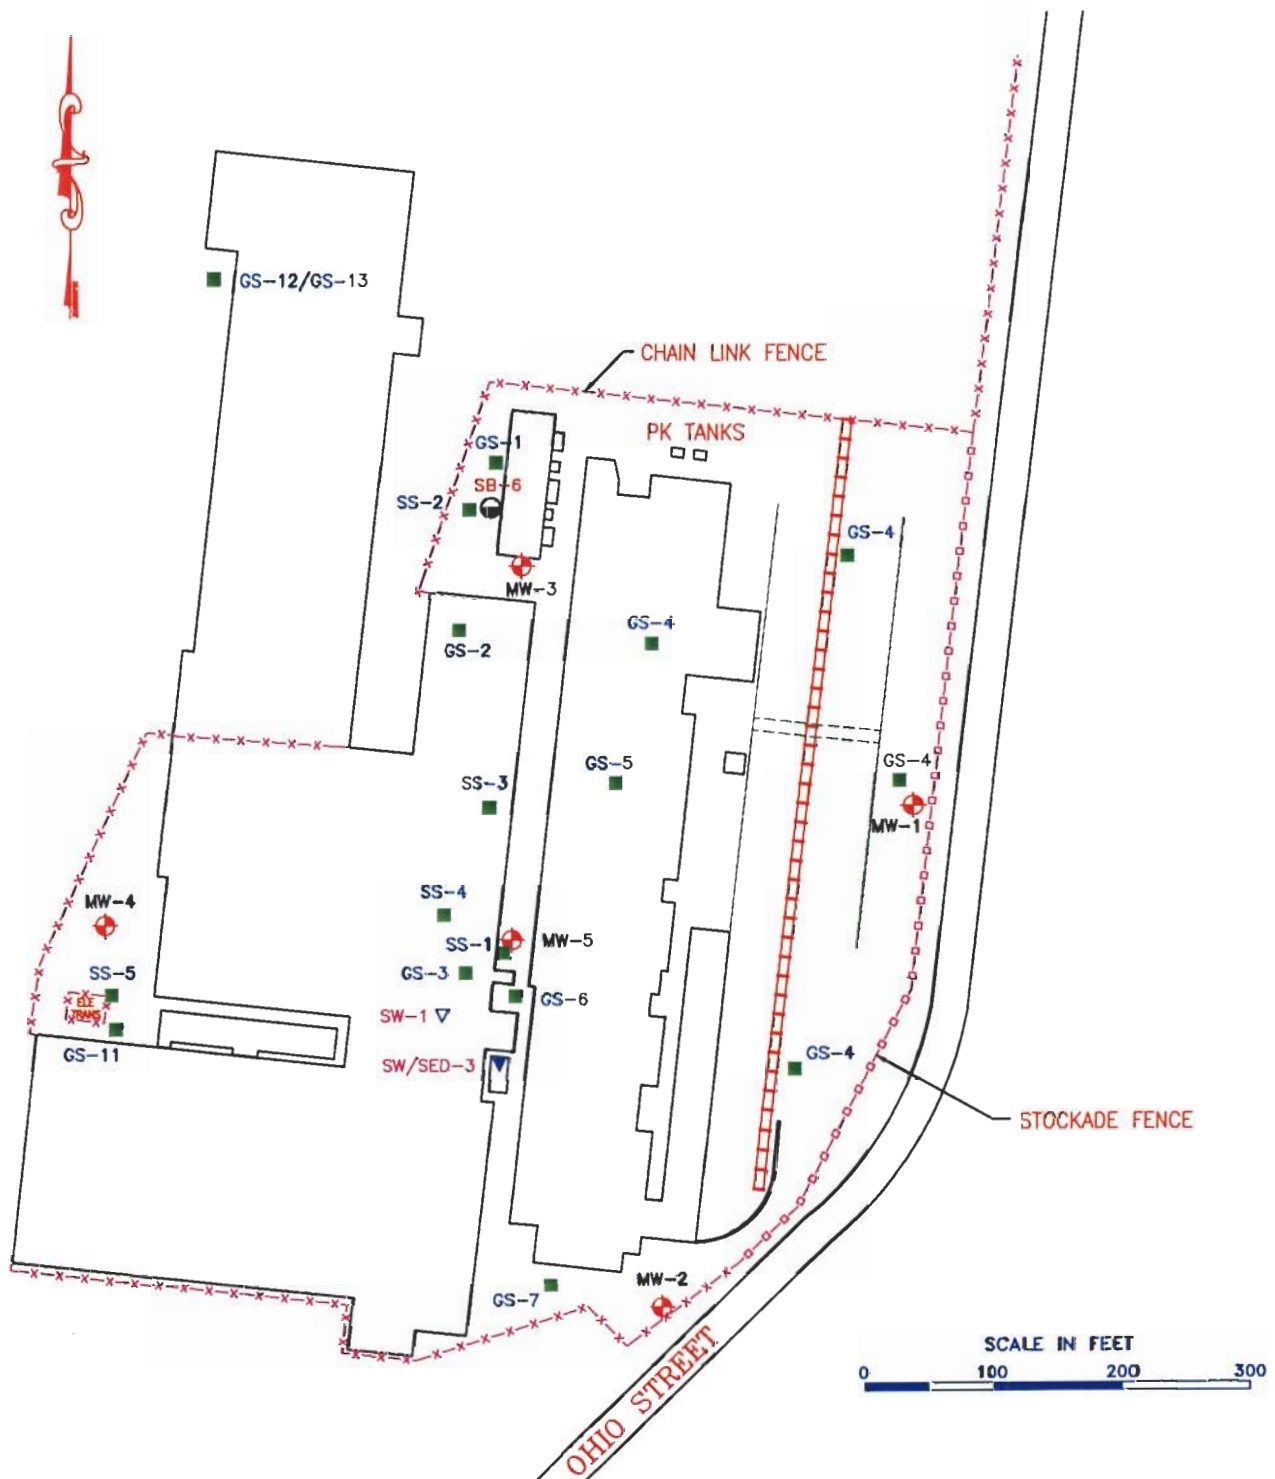 GS-12/GS-13
CHAIN LINK FENCE
PK TANKS
GS-1
SB-6
SS-2
GS-4
MW-3
GS-4
GS-2
GS-4
GS-5
SS-3
MW-1
SS-4
MW-4
SS-1
MW-5
SS-5
GS-3
GS-6
ELE
TRANS
SW-1
GS-11
GS-4
SW/SED-3
STOCKADE FENCE
MW-2
GS-7
OHIO STREET
SCALE IN FEET
0 100 200 300